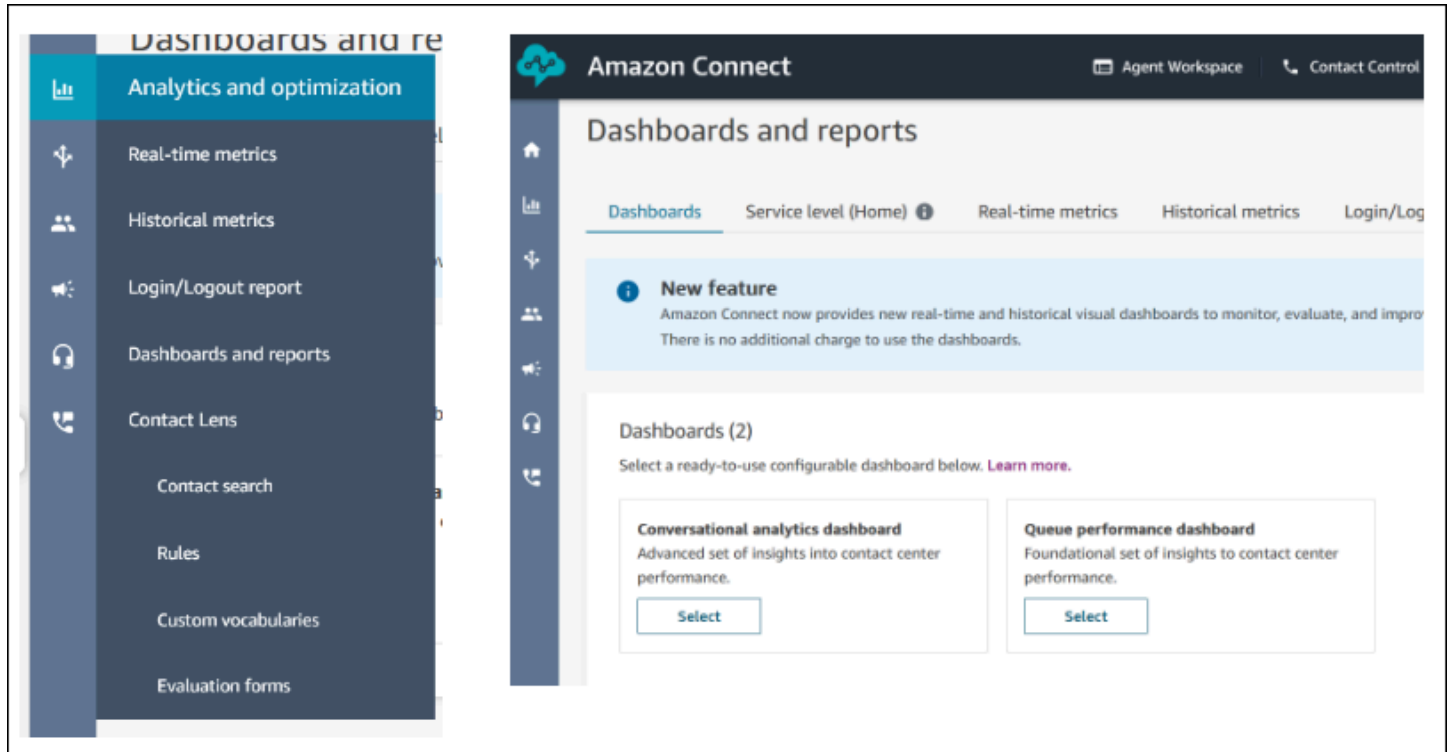 Dashboards and re
Analytics and optimization
Real-time metrics
Historical metrics
Login/Logout report
Dashboards and reports
Contact Lens
Contact search
Rules
Custom vocabularies
Evaluation forms
Amazon Connect
Agent Workspace
Contact Control
Dashboards and reports
Dashboards
Service level (Home)
Real-time metrics
Historical metrics
Login/Log
New feature
Amazon Connect now provides new real-time and historical visual dashboards to monitor, evaluate, and impro
There is no additional charge to use the dashboards.
Dashboards (2)
Select a ready-to-use configurable dashboard below. Learn more.
Conversational analytics dashboard
Advanced set of insights into contact center
performance.
Select
Queue performance dashboard
Foundational set of insights to contact center
performance.
Select